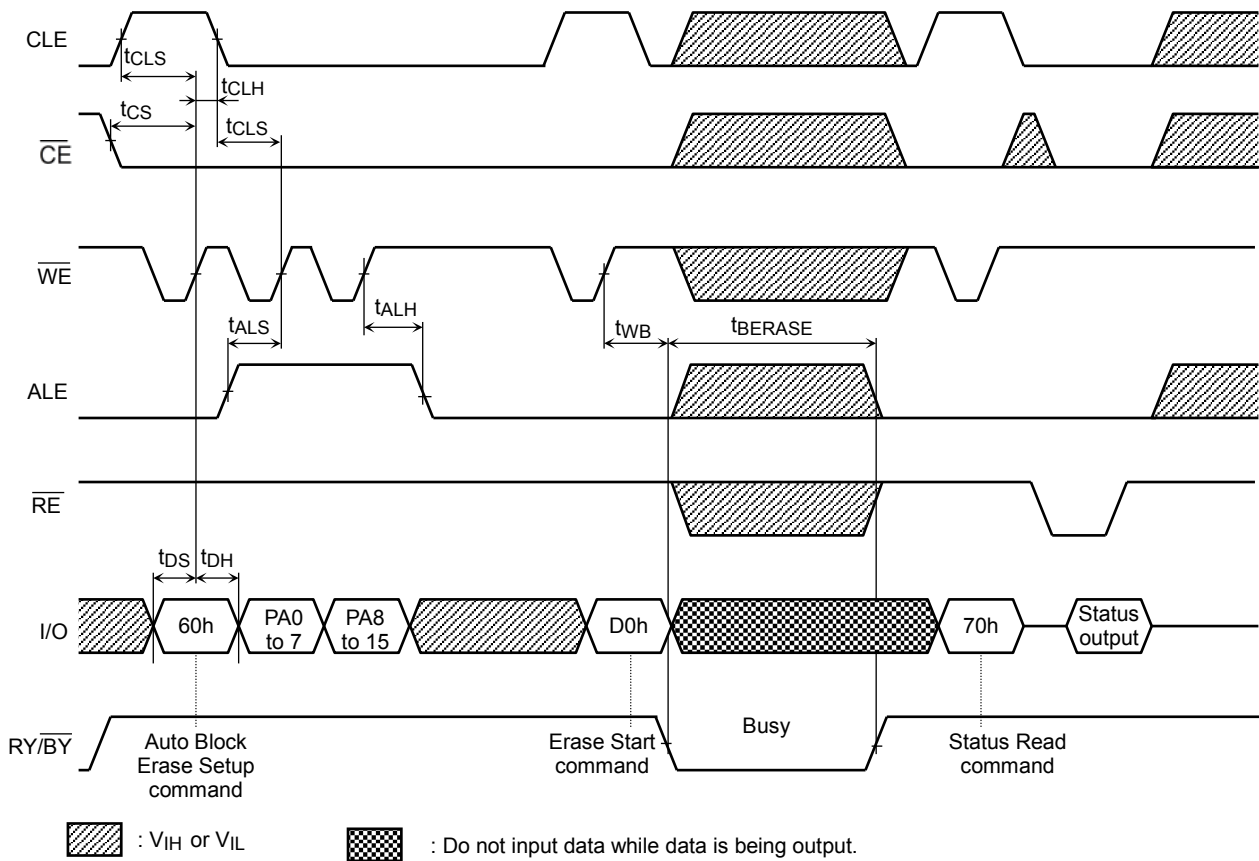 CLE
tCLS
tCLH
tCS
tCLS
CE
WE
tALS
tALH
tWB
tBERASE
ALE
RE
tDS
tDH
I/O
60h
PA0
to 7
PA8
to 15
D0h
70h
Status
output
RY/BY
Busy
Auto Block
Erase Setup
command
Erase Start
command
Status Read
command
: VIH or VIL
: Do not input data while data is being output.